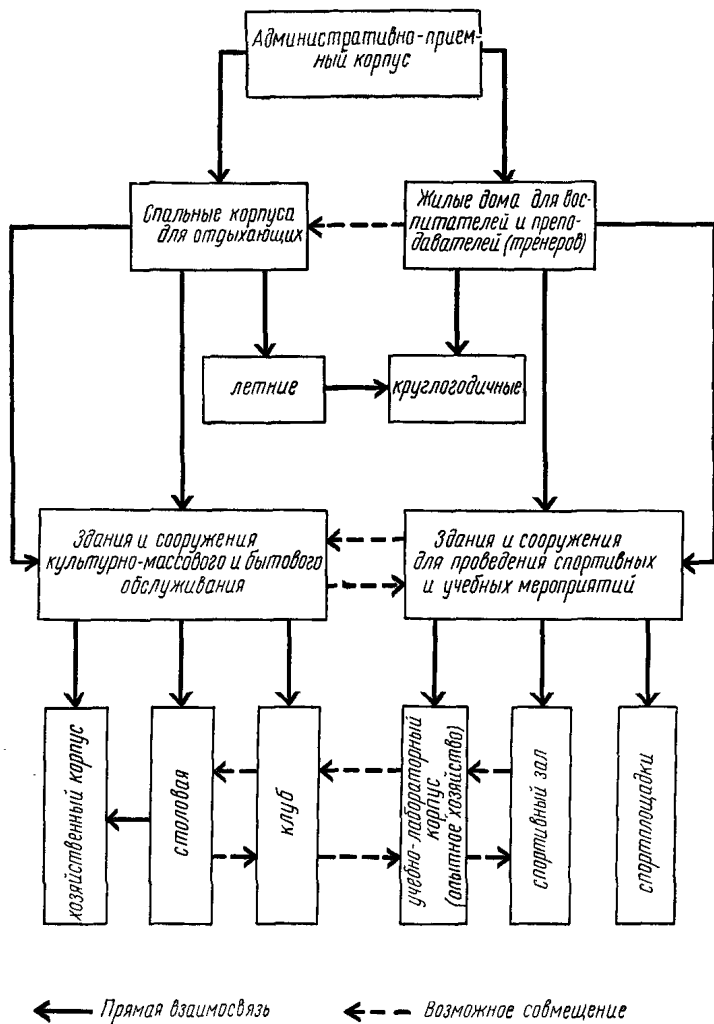 Административно-прием-
ный корпус
Спальные корпуса
для отдыхающих
Жилые дома для вос-
питателей и препо-
давателей (тренеров)
летние
круглогодичные
Здания и сооружения
культурно-массового и бытового
обслуживания
Здания и сооружения
для проведения спортивных
и учебных мероприятий
хозяйственный корпус
столовая
клуб
учебно-лабораторный
корпус
(опытное хозяйство)
спортивный зал
спортплощадки
Прямая взаимосвязь
Возможное совмещение